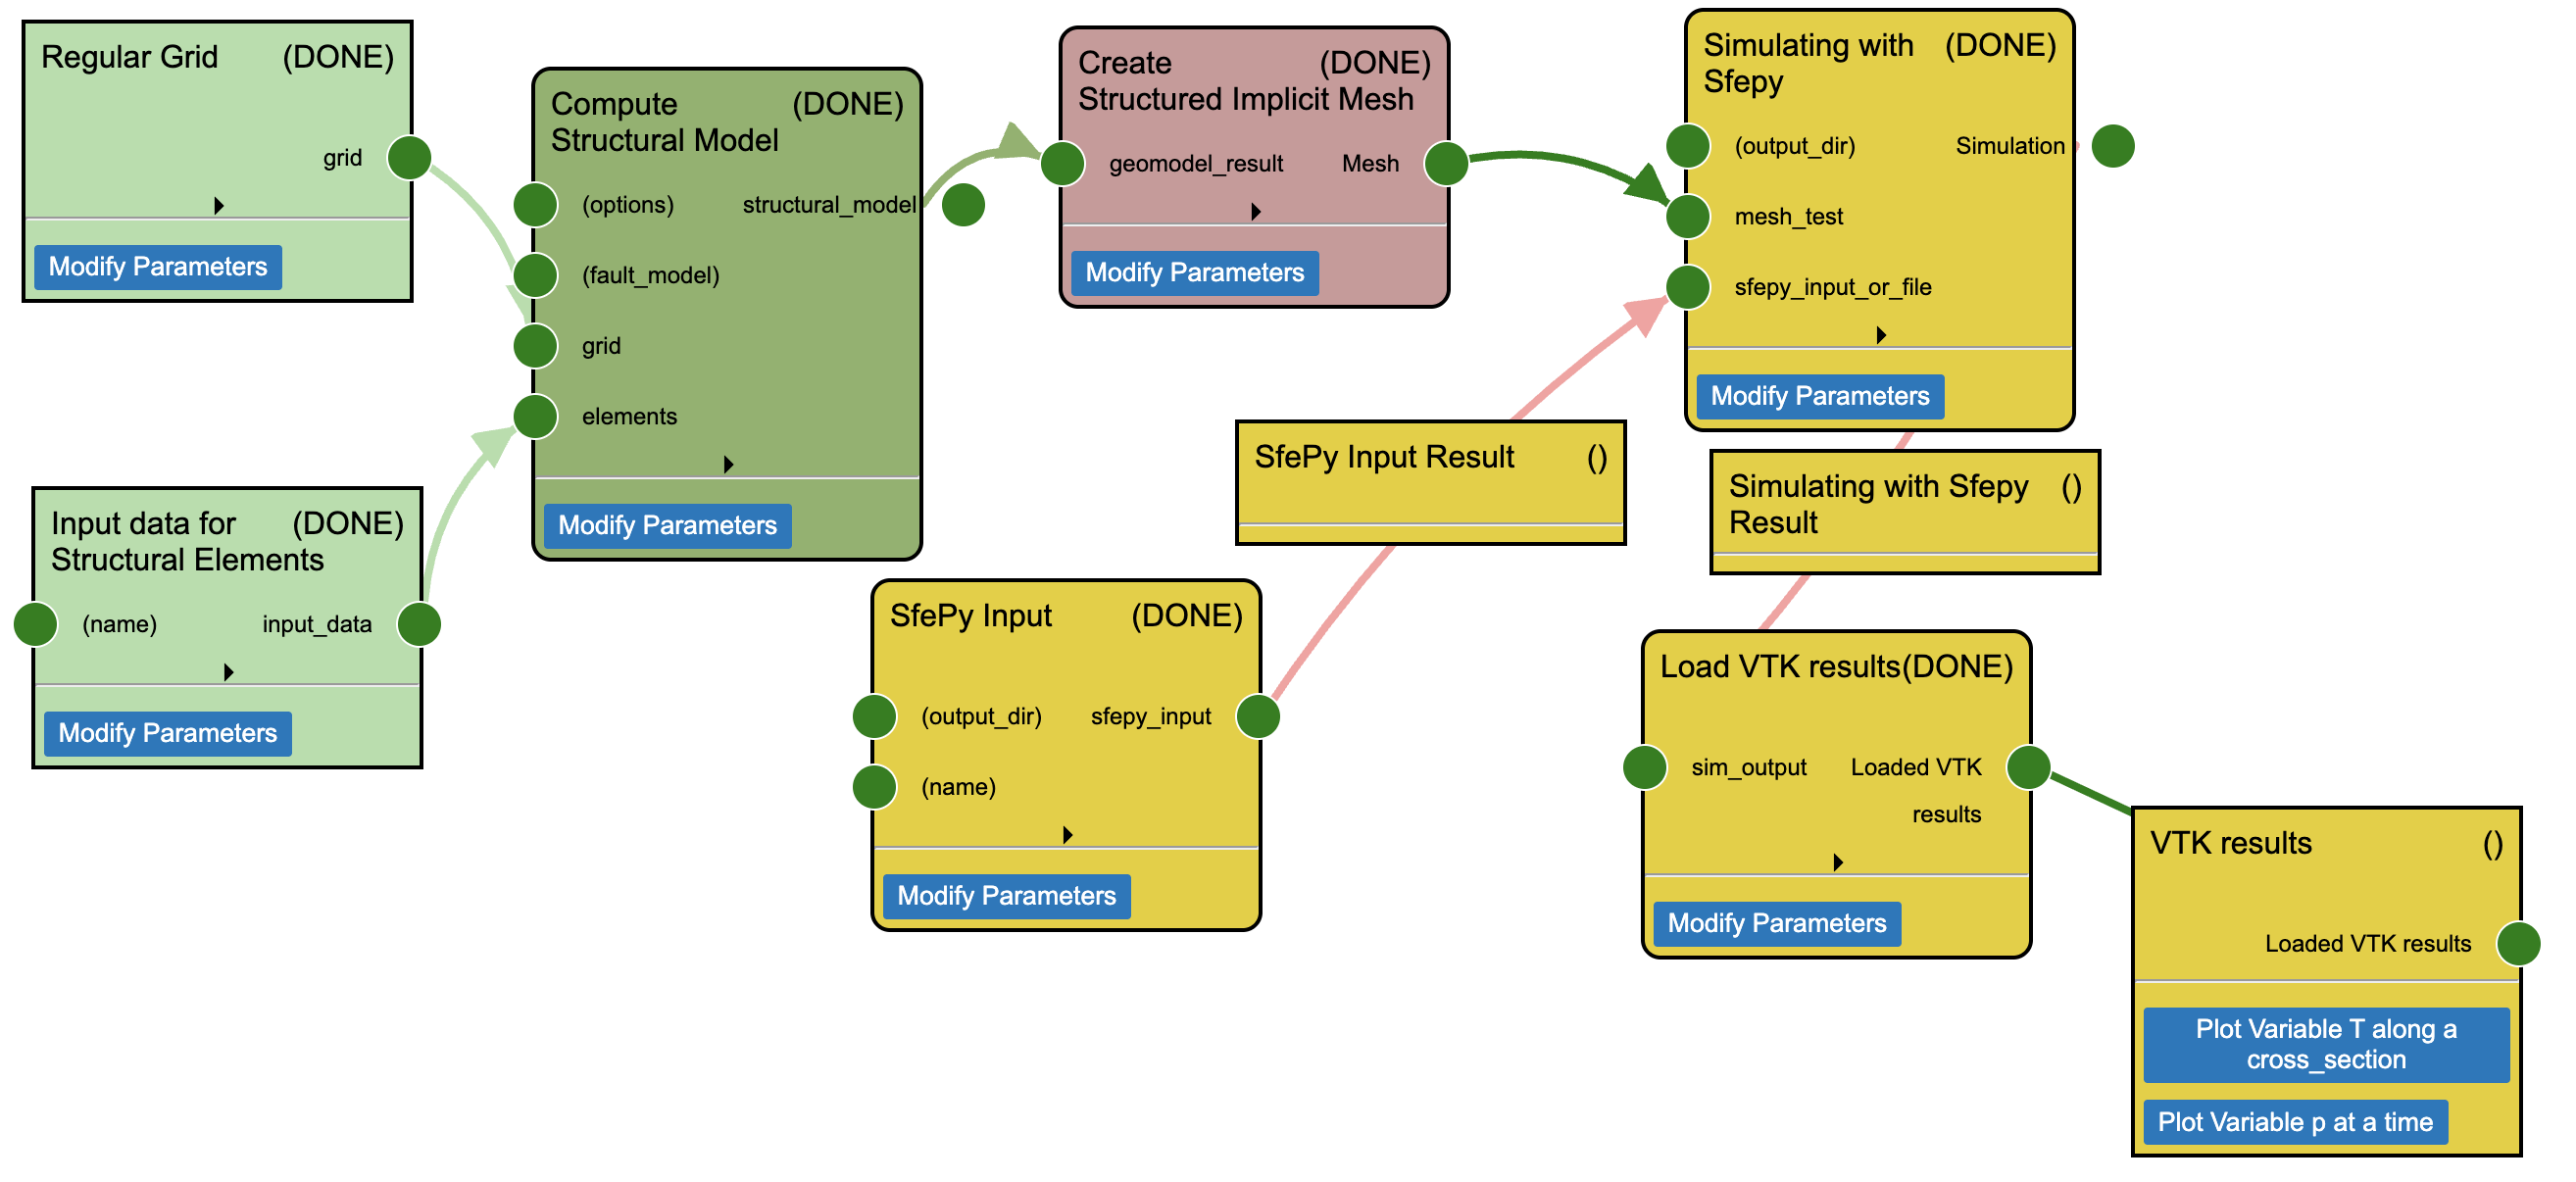 Regular Grid (DONE)
grid
Modify Parameters
Input data for (DONE)
Structural Elements
(name) input_data
Modify Parameters
Compute (DONE)
Structural Model
(options) structural_model
(fault_model)
grid
elements
Modify Parameters
Create (DONE)
Structured Implicit Mesh
geomodel_result Mesh
Modify Parameters
Simulating with (DONE)
Sfepy
(output_dir) Simulation
mesh_test
sfepy_input_or_file
Modify Parameters
SfePy Input Result ()
Simulating with Sfepy ()
Result
SfePy Input (DONE)
(output_dir) sfepy_input
(name)
Modify Parameters
Load VTK results(DONE)
sim_output Loaded VTK
results
Modify Parameters
VTK results ()
Loaded VTK results
Plot Variable T along a
cross_section
Plot Variable p at a time